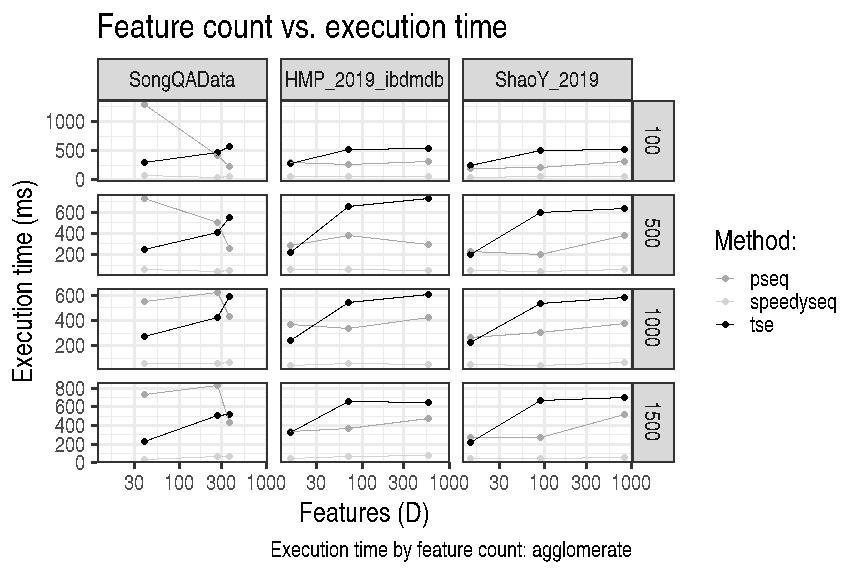 Feature count vs. execution time
SongQAData HMP_2019_ibdmdb ShaoY_2019
1000
500
0
100
600
400
200
500
600
400
200
1000
800
600
400
200
0
1500
30 100 300 1000 30 100 300 1000 30 100 300 1000
Execution time (ms)
Features (D)
Execution time by feature count: agglomerate
Method:
pseq
speedyseq
tse